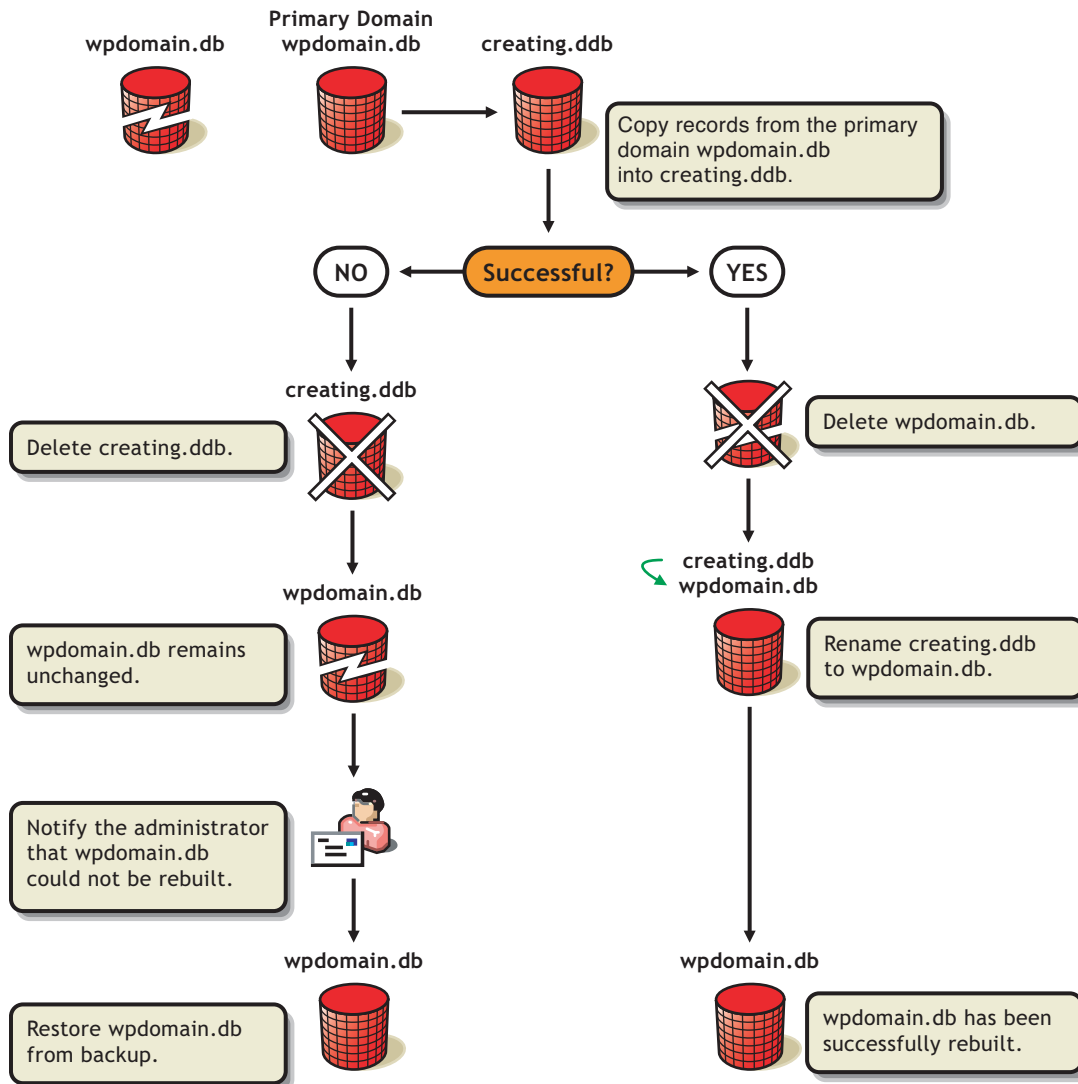 Primary Domain
wpdomain.db
wpdomain.db
creating.ddb
Copy records from the primary
domain wpdomain.db
into creating.ddb.
NO
Successful?
YES
creating.ddb
Delete creating.ddb.
Delete wpdomain.db.
creating.ddb
wpdomain.db
wpdomain.db
wpdomain.db remains
unchanged.
Rename creating.ddb
to wpdomain.db.
Notify the administrator
that wpdomain.db
could not be rebuilt.
wpdomain.db
wpdomain.db
Restore wpdomain.db
from backup.
wpdomain.db has been
successfully rebuilt.